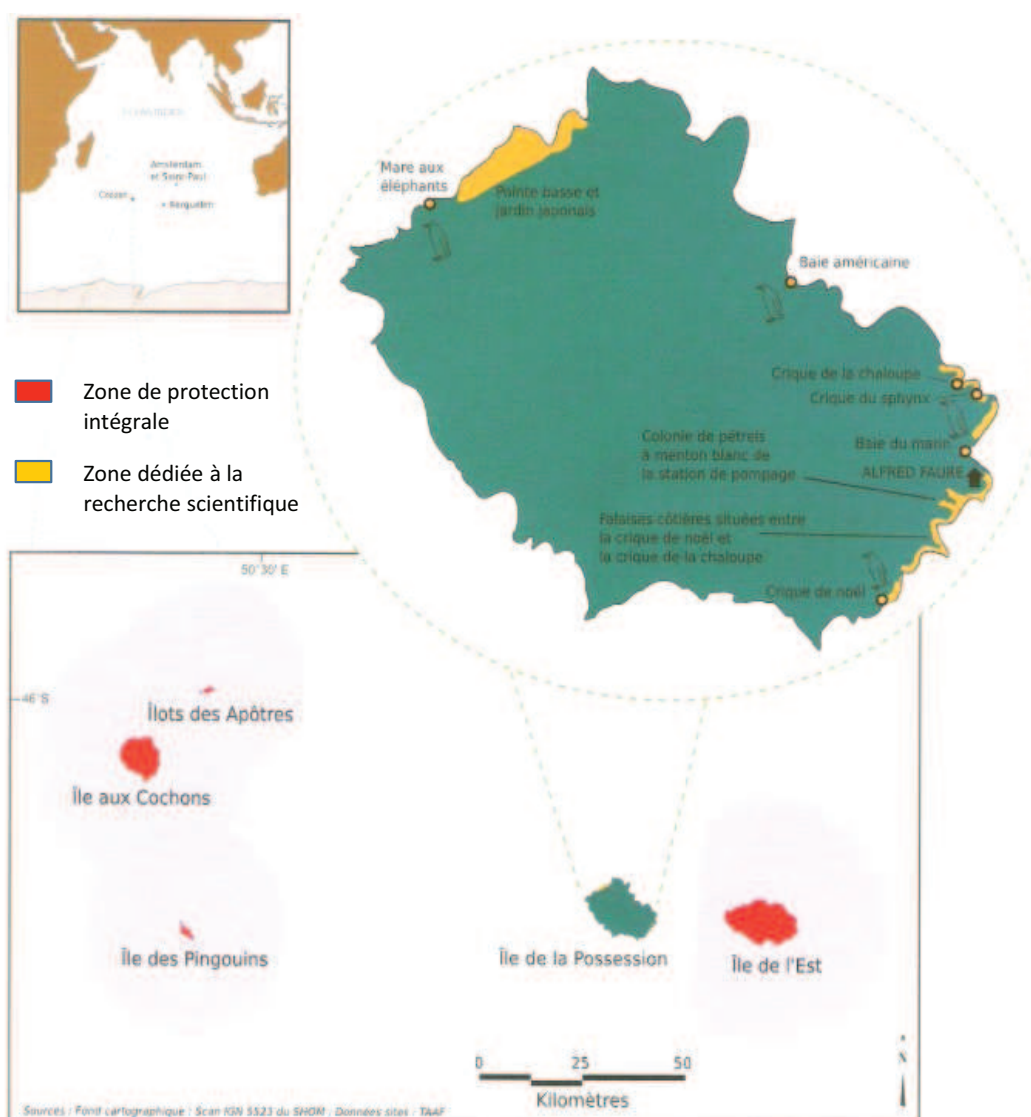 Amsterdam
et Saint-Paul
Crozet
Kerguelen
Mare aux
éléphants
Pointe basse et
jardin japonais
Baie américaine
Crique de la chaloupe
Crique du sphynx
Colonie de pétrels
à menton blanc de
la station de pompage
Baie du marin
ALFRED FAURE
Falaises côtières situées entre
la crique de noël et
la crique de la chaloupe
Crique de noël
Zone de protection
intégrale
Zone dédiée à la
recherche scientifique
50°30 E
46°S
Îlots des Apôtres
Île aux Cochons
Île des Pingouins
Île de la Possession
Île de l'Est
0 25 50
Kilomètres
N
Sources : Fond cartographique : Scan IGN 5523 du SHOM . Données sites : TAAF